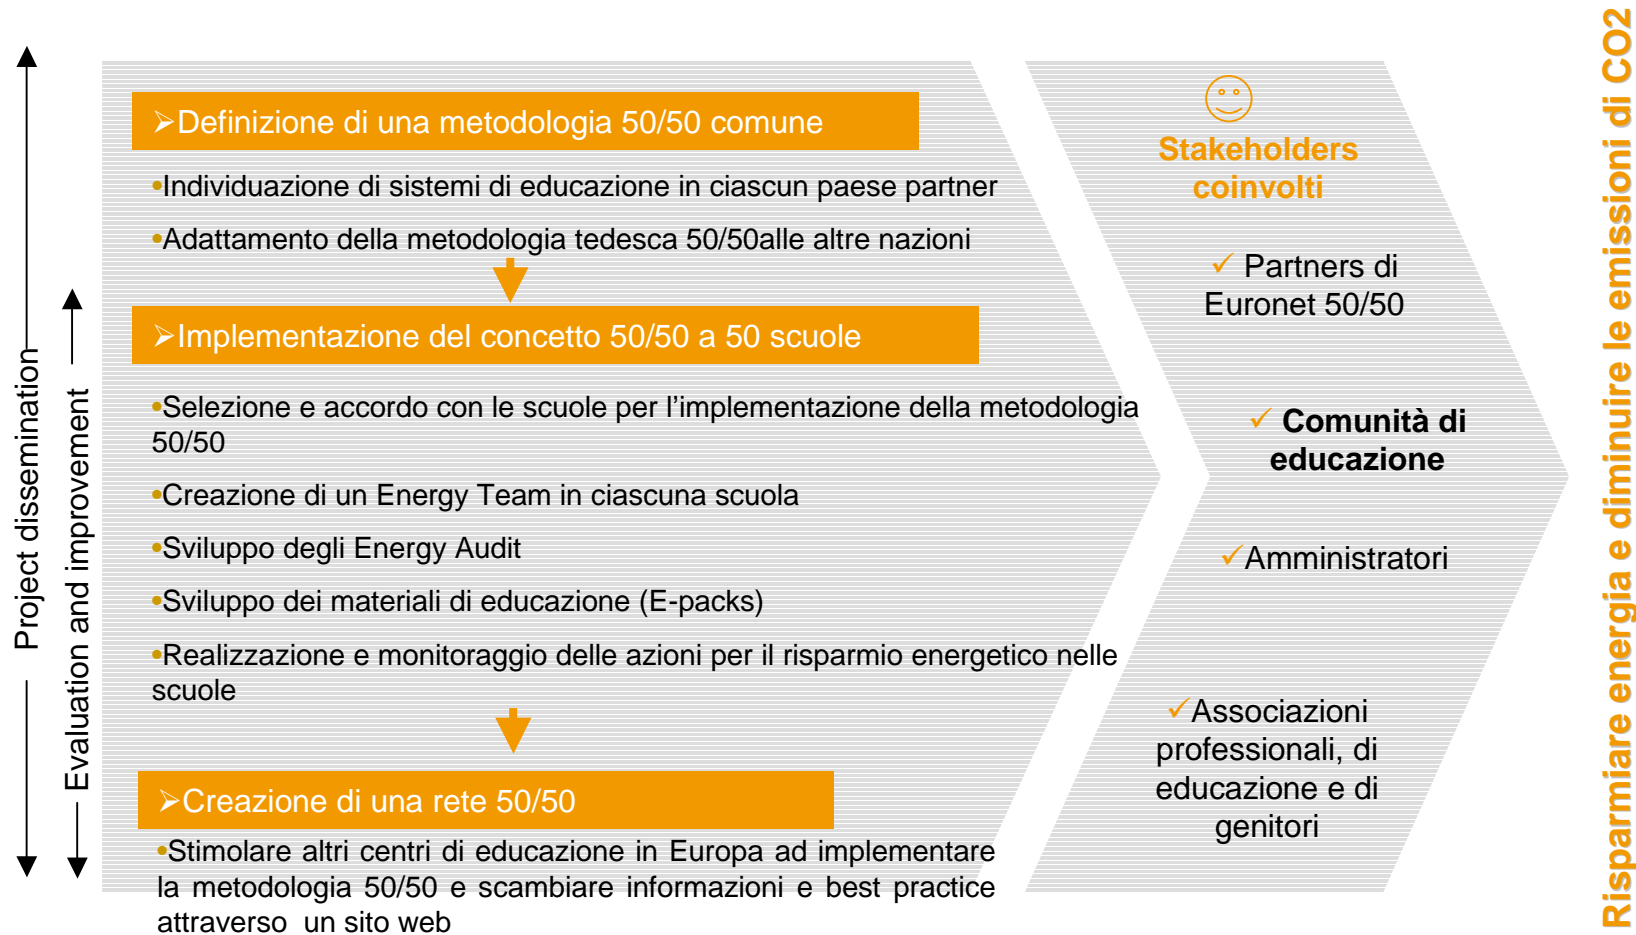 Project dissemination
Evaluation and improvement
➢Definizione di una metodologia 50/50 comune
•Individuazione di sistemi di educazione in ciascun paese partner
•Adattamento della metodologia tedesca 50/50alle altre nazioni
➢Implementazione del concetto 50/50 a 50 scuole
•Selezione e accordo con le scuole per l’implementazione della metodologia
50/50
•Creazione di un Energy Team in ciascuna scuola
•Sviluppo degli Energy Audit
•Sviluppo dei materiali di educazione (E-packs)
•Realizzazione e monitoraggio delle azioni per il risparmio energetico nelle
scuole
➢Creazione di una rete 50/50
•Stimolare altri centri di educazione in Europa ad implementare
la metodologia 50/50 e scambiare informazioni e best practice
attraverso un sito web
Stakeholders
coinvolti
✓ Partners di
Euronet 50/50
✓ Comunità di
educazione
✓Amministratori
✓Associazioni
professionali, di
educazione e di
genitori
Risparmiare energia e diminuire le emissioni di CO2